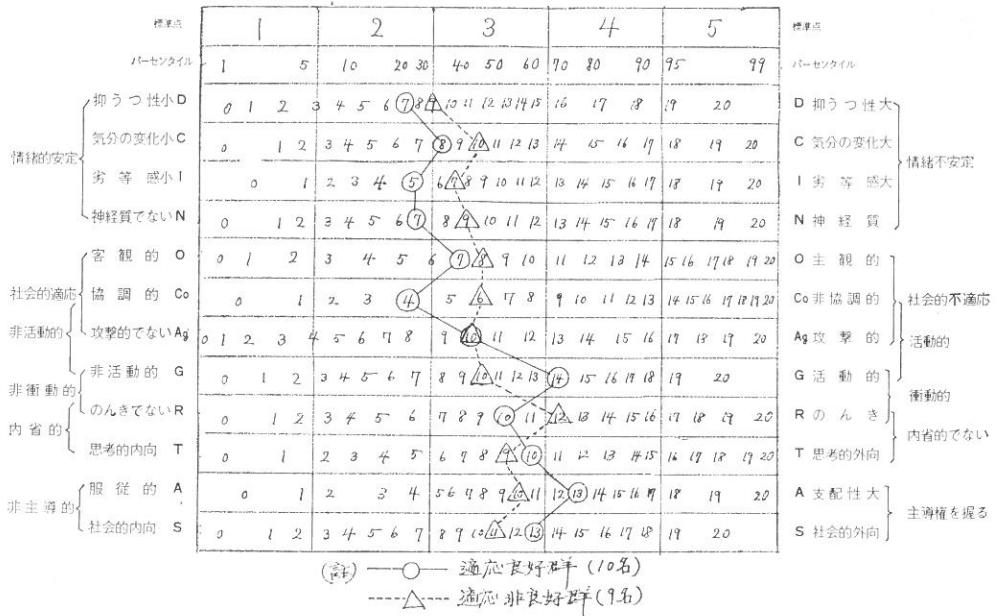 標準点 1 2 3 4 5 標準点
パーセンタイル 1 5 10 20 30 40 50 60 70 80 90 95 99 パーセンタイル
抑うつ性小 D 0 1 2 3 4 5 6 7 8 9 10 11 12 13 14 15 16 17 18 19 20 D 抑うつ性大
気分の変化小 C 0 1 2 3 4 5 6 7 8 9 10 11 12 13 14 15 16 17 18 19 20 C 気分の変化大
情緒的安定 情緒不安定
劣等感小 I 0 1 2 3 4 5 6 7 8 9 10 11 12 13 14 15 16 17 18 19 20 I 劣等感大
神経質でない N 0 1 2 3 4 5 6 7 8 9 10 11 12 13 14 15 16 17 18 19 20 N 神経質
客観的 O 0 1 2 3 4 5 6 7 8 9 10 11 12 13 14 15 16 17 18 19 20 O 主観的
社会的適応 協調的 Co 0 1 2 3 4 5 6 7 8 9 10 11 12 13 14 15 16 17 18 19 20 Co 非協調的 社会的不適応
非活動的 攻撃的でない Ag 0 1 2 3 4 5 6 7 8 9 10 11 12 13 14 15 16 19 18 19 20 Ag 攻撃的 活動的
非活動的 G 0 1 2 3 4 5 6 7 8 9 10 11 12 13 14 15 16 17 18 19 20 G 活動的
非衝動的 衝動的
のんきでない R 0 1 2 3 4 5 6 7 8 9 10 11 12 13 14 15 16 17 18 19 20 R のんき
内省的 内省的でない
思考的内向 T 0 1 2 3 4 5 6 7 8 9 10 11 12 13 14 15 16 17 18 19 20 T 思考的外向
服従的 A 0 1 2 3 4 5 6 7 8 9 10 11 12 13 14 15 16 17 18 19 20 A 支配性大
非主導的 主導権を握る
社会的内向 S 0 1 2 3 4 5 6 7 8 9 10 11 12 13 14 15 16 17 18 19 20 S 社会的外向
(註) 適応良好群 (10名)
適応非良好群 (9名)